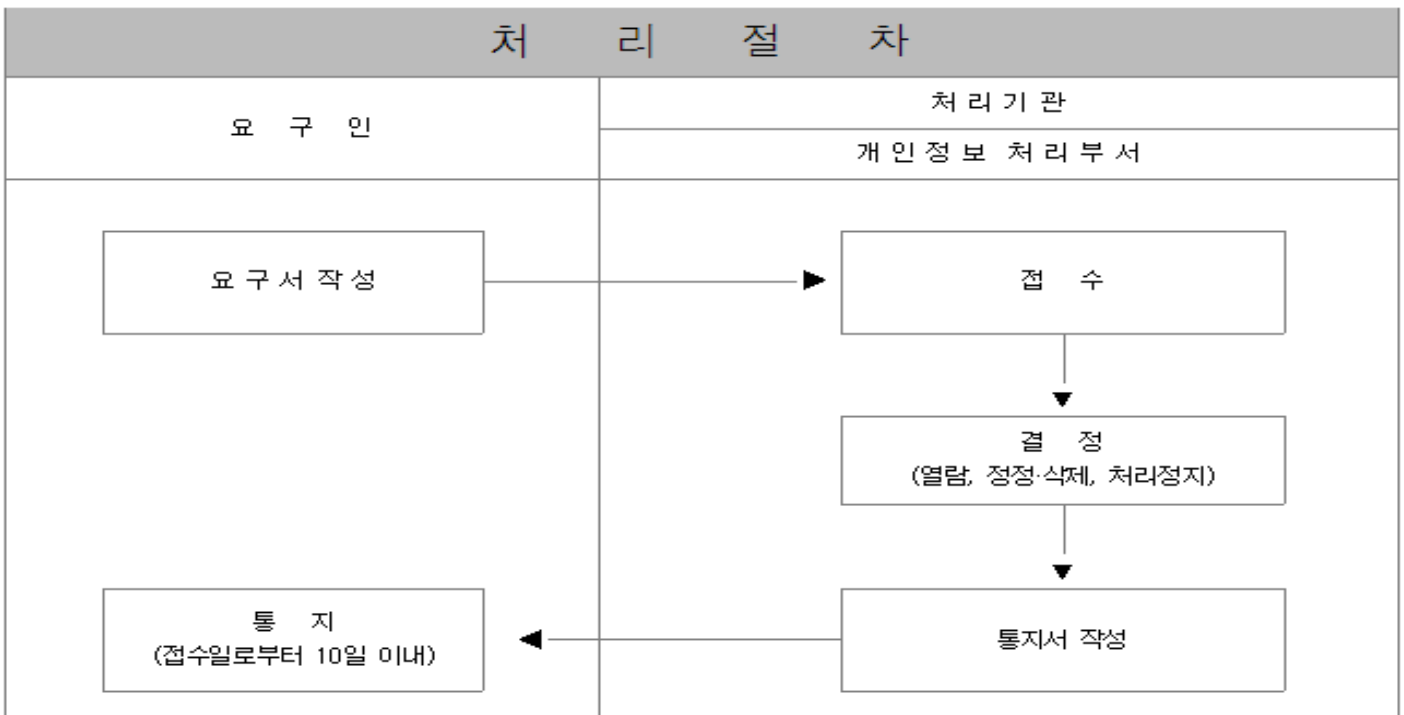 처 리 절 차
요 구 인
처 리 기 관
개 인 정 보 처 리 부 서
요 구 서 작 성
접 수
결 정
(열람, 정정·삭제, 처리정지)
통 지
(접수일로부터 10일 이내)
통지서 작성